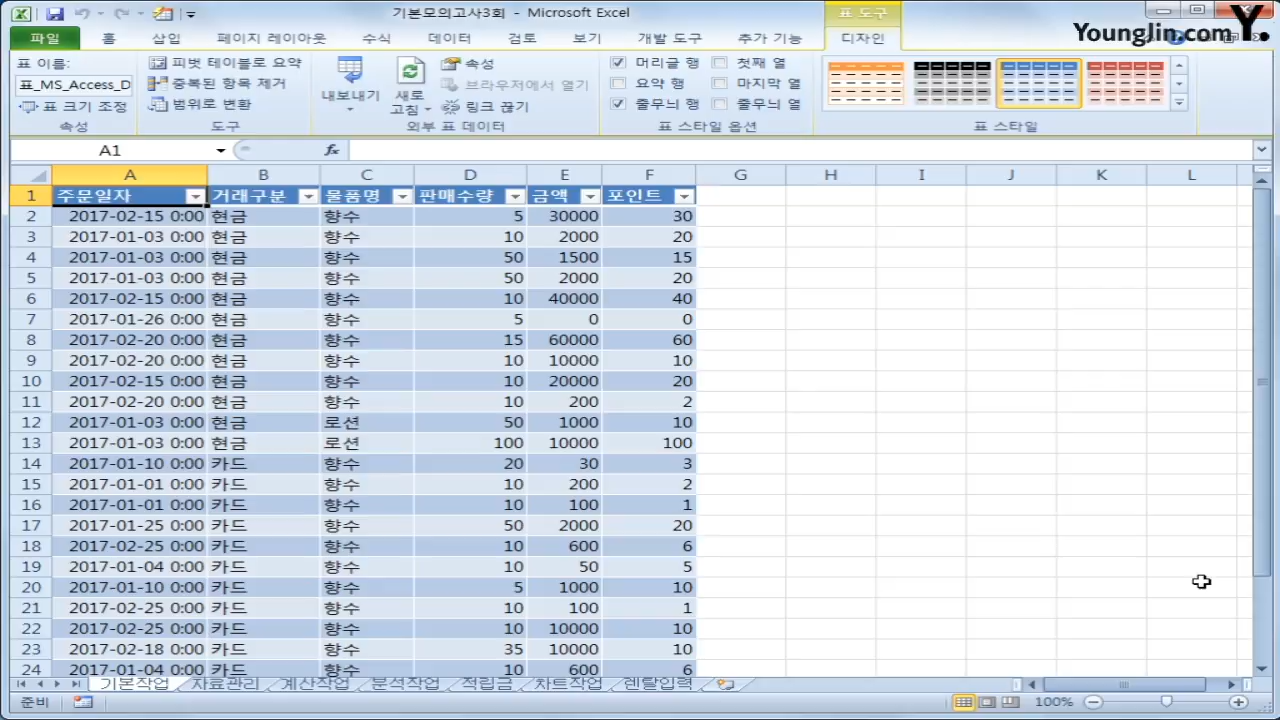 기본모의고사3회 - Microsoft Excel
표 도구
YoungJin.com Y.
파일 홈 삽입 페이지 레이아웃 수식 데이터 검토 보기 개발 도구 추가 기능 디자인
표 이름:
표_MS_Access_D
표 크기 조정
속성
피벗 테이블로 요약
중복된 항목 제거
범위로 변환
도구
내보내기
새로 고침
속성
브라우저에서 열기
링크 끊기
외부 표 데이터
머리글 행 첫째 열
요약 행 마지막 열
줄무늬 행 줄무늬 열
표 스타일 옵션
표 스타일
A1 fx
A B C D E F G H I J K L
1 주문일자 거래구분 물품명 판매수량 금액 포인트
2 2017-02-15 0:00 현금 향수 5 30000 30
3 2017-01-03 0:00 현금 향수 10 2000 20
4 2017-01-03 0:00 현금 향수 50 1500 15
5 2017-01-03 0:00 현금 향수 50 2000 20
6 2017-02-15 0:00 현금 향수 10 40000 40
7 2017-01-26 0:00 현금 향수 5 0 0
8 2017-02-20 0:00 현금 향수 15 60000 60
9 2017-02-20 0:00 현금 향수 10 10000 10
10 2017-02-15 0:00 현금 향수 10 20000 20
11 2017-02-20 0:00 현금 향수 10 200 2
12 2017-01-03 0:00 현금 로션 50 1000 10
13 2017-01-03 0:00 현금 로션 100 10000 100
14 2017-01-10 0:00 카드 향수 20 30 3
15 2017-01-01 0:00 카드 향수 10 200 2
16 2017-01-01 0:00 카드 향수 10 100 1
17 2017-01-25 0:00 카드 향수 50 2000 20
18 2017-02-25 0:00 카드 향수 10 600 6
19 2017-01-04 0:00 카드 향수 10 50 5
20 2017-01-10 0:00 카드 향수 5 1000 10
21 2017-02-25 0:00 카드 향수 10 100 1
22 2017-02-25 0:00 카드 향수 10 10000 10
23 2017-02-18 0:00 카드 향수 35 10000 10
24 2017-01-04 0:00 카드 향수 10 600 6
기본작업 자료관리 계산작업 분석작업 적립금 차트작업 렌탈입력
준비 100%